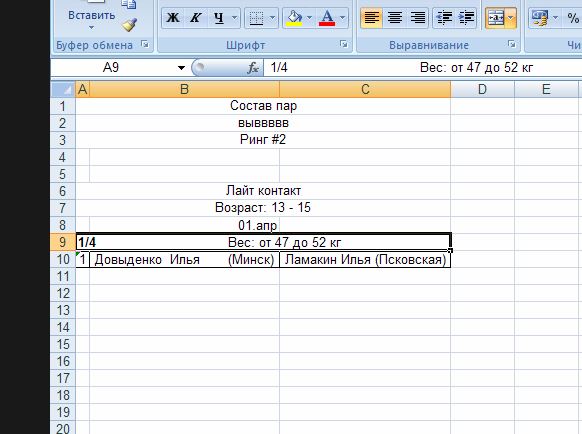 Вставить
Ж К Ч А
%
Буфер обмена Шрифт Выравнивание Чи
A9 fx 1/4 Вес: от 47 до 52 кг
A B C D E
1 Состав пар
2 выввввв
3 Ринг #2
4
5
6 Лайт контакт
7 Возраст: 13 - 15
8 01.апр
9 1/4 Вес: от 47 до 52 кг
10 1 Довыденко Илья (Минск) Ламакин Илья (Псковская)
11
12
13
14
15
16
17
18
19
20